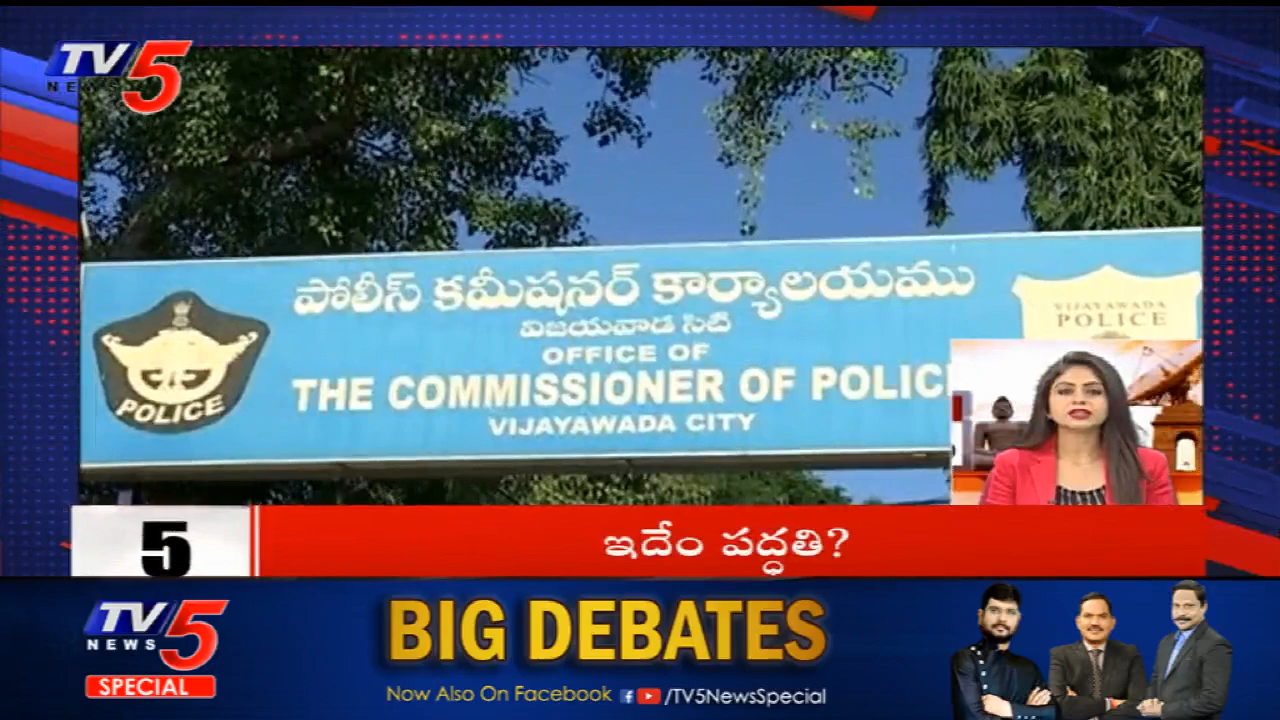 TV5
NEWS
పోలీస్ కమీషనర్ కార్యాలయము
విజయవాడ సిటి
OFFICE OF
THE COMMISSIONER OF POLIC
VIJAYAWADA CITY
POLICE
VIJAYAWADA
POLICE
5
ఇదేం పద్ధతి?
TV5
NEWS
SPECIAL
BIG DEBATES
Now Also On Facebook /TV5NewsSpecial